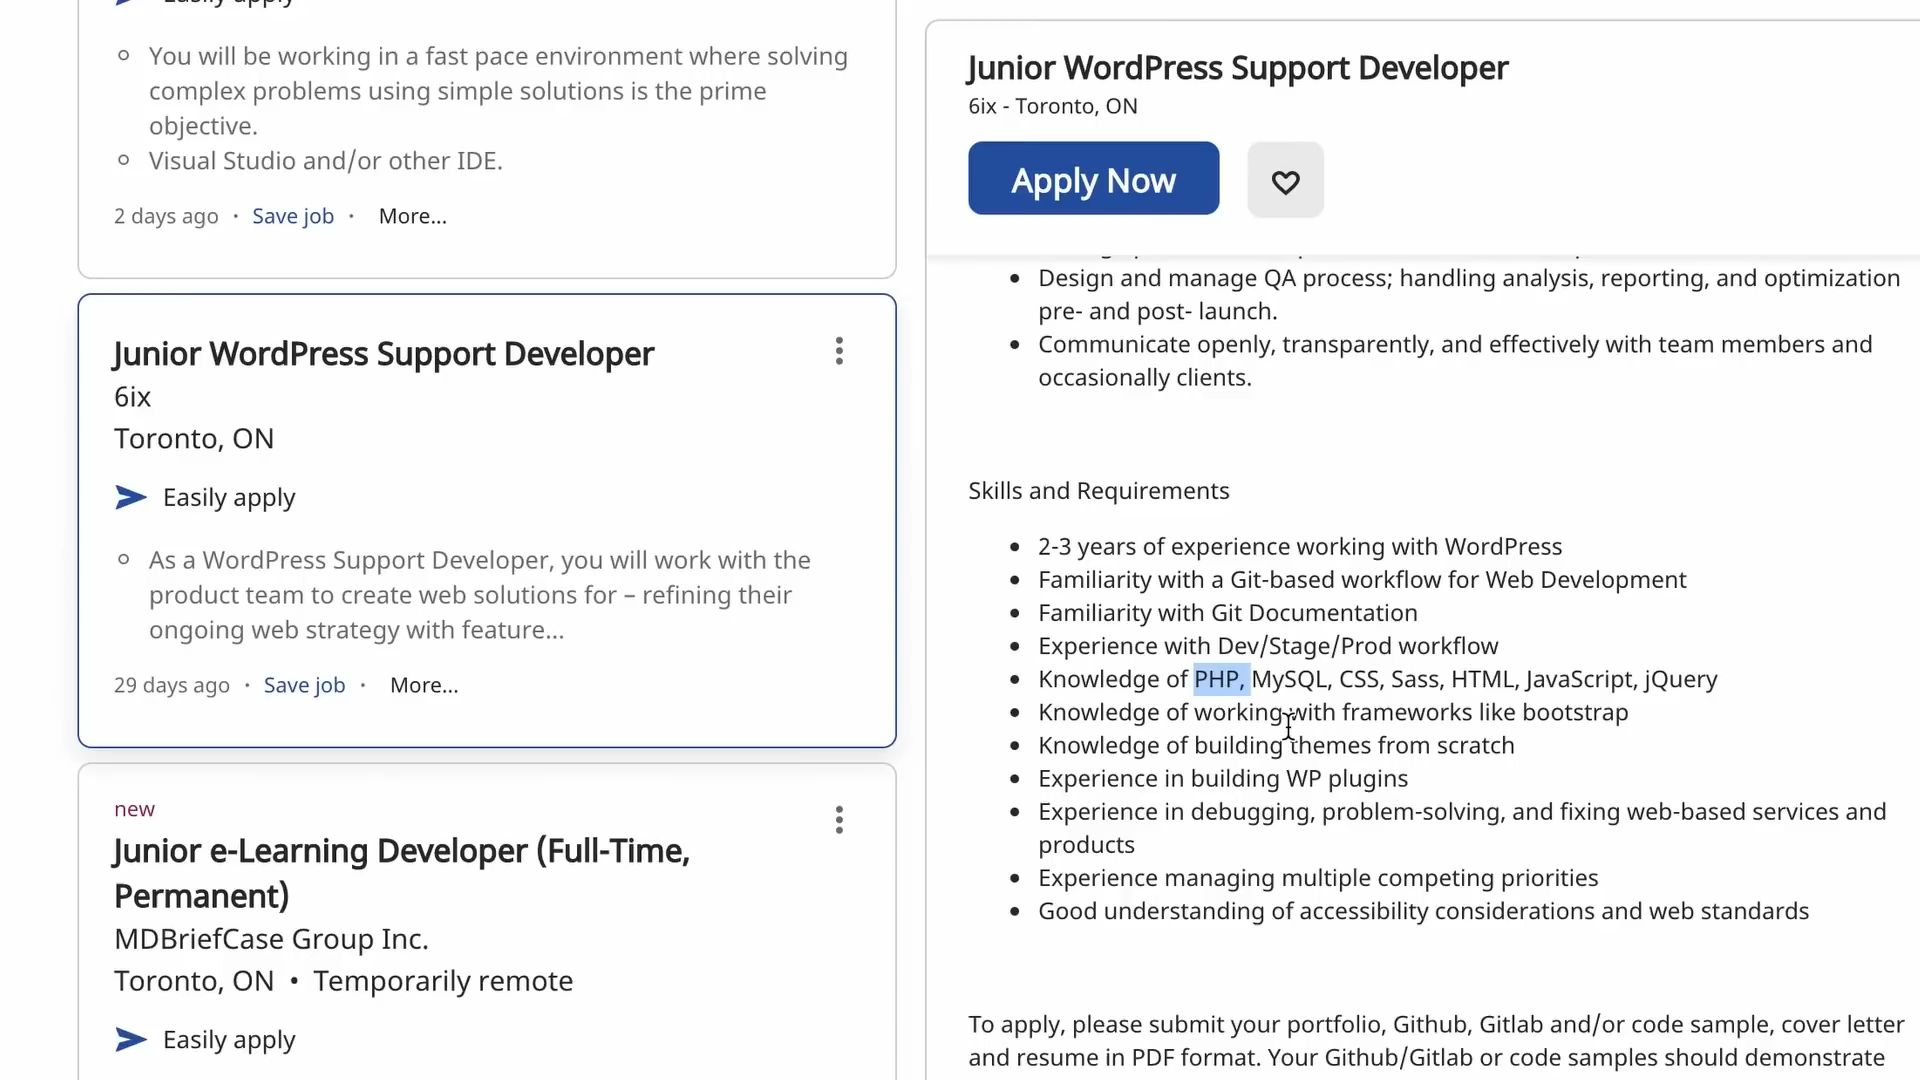 Easily apply
You will be working in a fast pace environment where solving
complex problems using simple solutions is the prime
objective.
Visual Studio and/or other IDE.
2 days ago · Save job · More...
Junior WordPress Support Developer
6ix
Toronto, ON
Easily apply
As a WordPress Support Developer, you will work with the
product team to create web solutions for – refining their
ongoing web strategy with feature...
29 days ago · Save job · More...
new
Junior e-Learning Developer (Full-Time,
Permanent)
MDBriefCase Group Inc.
Toronto, ON • Temporarily remote
Easily apply
Junior WordPress Support Developer
6ix - Toronto, ON
Apply Now
Design and manage QA process; handling analysis, reporting, and optimization
pre- and post- launch.
Communicate openly, transparently, and effectively with team members and
occasionally clients.
Skills and Requirements
2-3 years of experience working with WordPress
Familiarity with a Git-based workflow for Web Development
Familiarity with Git Documentation
Experience with Dev/Stage/Prod workflow
Knowledge of PHP, MySQL, CSS, Sass, HTML, JavaScript, jQuery
Knowledge of working with frameworks like bootstrap
Knowledge of building themes from scratch
Experience in building WP plugins
Experience in debugging, problem-solving, and fixing web-based services and
products
Experience managing multiple competing priorities
Good understanding of accessibility considerations and web standards
To apply, please submit your portfolio, Github, Gitlab and/or code sample, cover letter
and resume in PDF format. Your Github/Gitlab or code samples should demonstrate